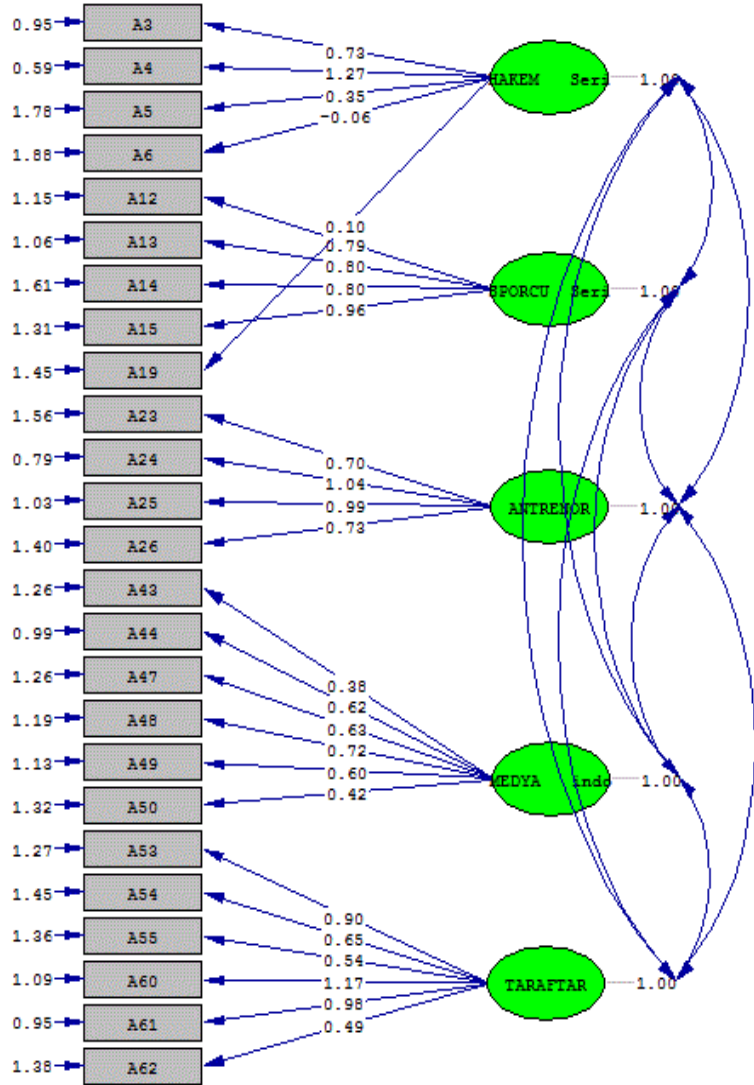 0.95 A3
0.73
0.59 A4
1.27
HAKEM Seri 1.00
1.78 A5
0.35
-0.06
1.88 A6
1.15 A12
0.10
1.06 A13
0.79
0.80
1.61 A14
0.80
SPORCU Seri 1.00
0.96
1.31 A15
1.45 A19
1.56 A23
0.70
0.79 A24
1.04
1.03 A25
0.99
ANTRENOR 1.00
0.73
1.40 A26
1.26 A43
0.99 A44
0.38
1.26 A47
0.62
0.63
1.19 A48
0.72
1.13 A49
0.60
MEDYA indo 1.00
0.42
1.32 A50
1.27 A53
1.45 A54
0.90
0.65
1.36 A55
0.54
1.09 A60
1.17
TARAFTAR 1.00
0.98
0.95 A61
0.49
1.38 A62